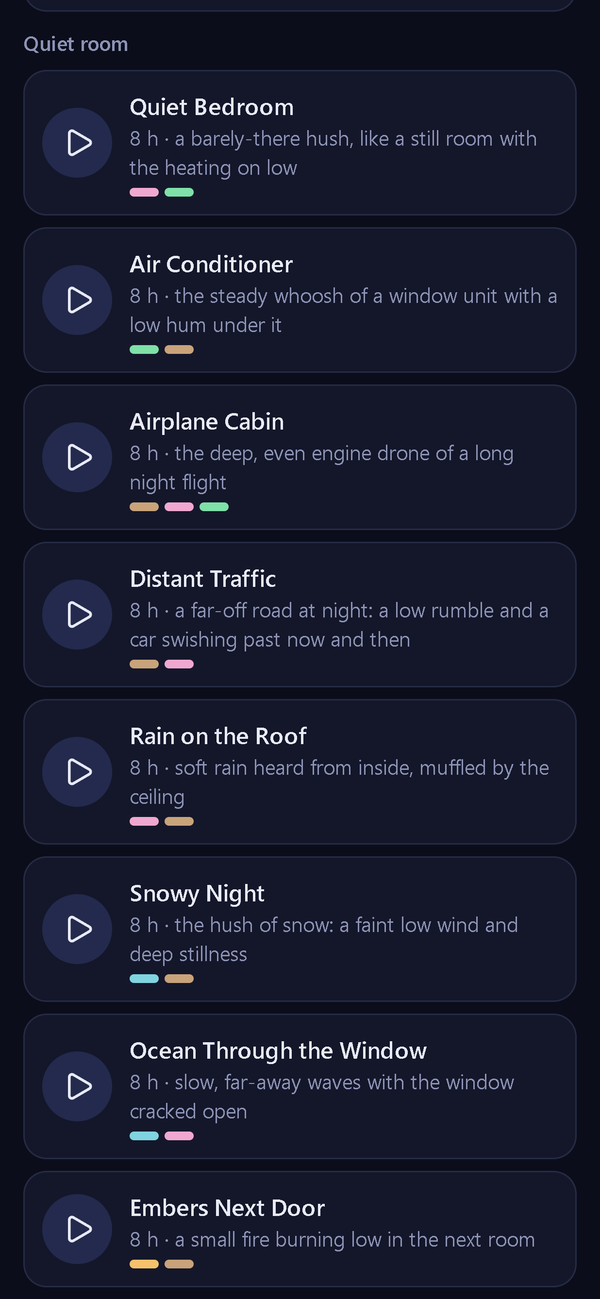 Quiet room
Quiet Bedroom
8 h · a barely-there hush, like a still room with
the heating on low
Air Conditioner
8 h · the steady whoosh of a window unit with a
low hum under it
Airplane Cabin
8 h · the deep, even engine drone of a long
night flight
Distant Traffic
8 h · a far-off road at night: a low rumble and a
car swishing past now and then
Rain on the Roof
8 h · soft rain heard from inside, muffled by the
ceiling
Snowy Night
8 h · the hush of snow: a faint low wind and
deep stillness
Ocean Through the Window
8 h · slow, far-away waves with the window
cracked open
Embers Next Door
8 h · a small fire burning low in the next room